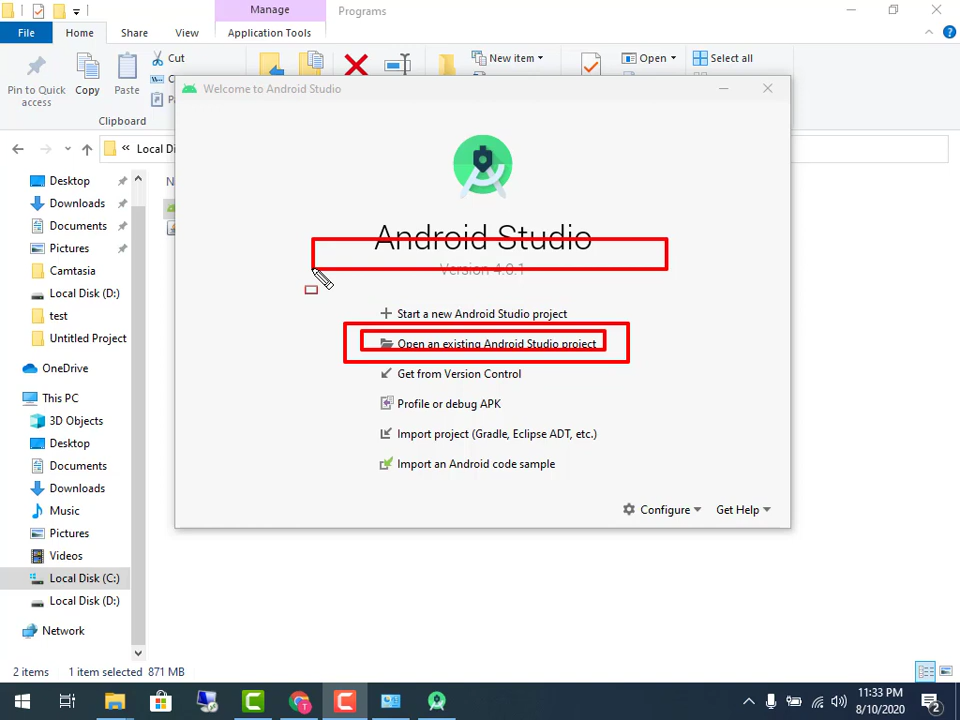 Manage
Programs
File
Home
Share
View
Application Tools
Pin to Quick access
Copy
Paste
Cut
Clipboard
New item
Open
Select all
Local D
Desktop
Downloads
Documents
Pictures
Camtasia
Local Disk (D:)
test
Untitled Project
OneDrive
This PC
3D Objects
Desktop
Documents
Downloads
Music
Pictures
Videos
Local Disk (C:)
Local Disk (D:)
Network
Welcome to Android Studio
Android Studio
Version 4.0.1
Start a new Android Studio project
Open an existing Android Studio project
Get from Version Control
Profile or debug APK
Import project (Gradle, Eclipse ADT, etc.)
Import an Android code sample
Configure
Get Help
2 items
1 item selected 871 MB
11:33 PM
8/10/2020
2